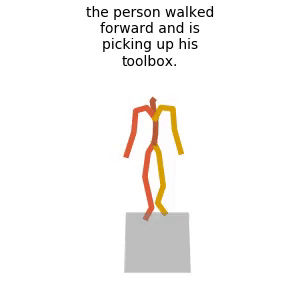 the person walked
forward and is
picking up his
toolbox.